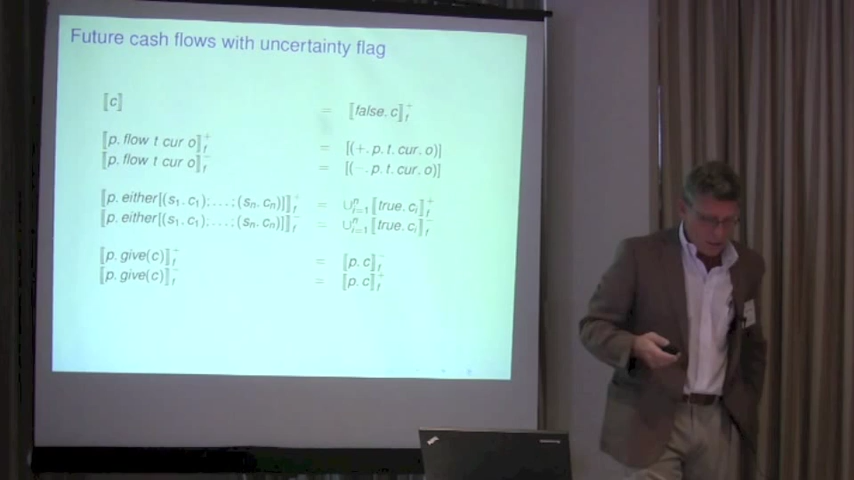 Future cash flows with uncertainty flag
⟦c⟧ = ⟦false. c⟧⁺f
⟦p. flow t cur o⟧⁺f = [(+. p. t. cur. o)]
⟦p. flow t cur o⟧⁻f = [(−. p. t. cur. o)]
⟦p. either[(s₁. c₁); . . . ; (sₙ. cₙ)]⟧⁺f = ∪ⁿᵢ₌₁ ⟦true. cᵢ⟧⁺f
⟦p. either[(s₁. c₁); . . . ; (sₙ. cₙ)]⟧⁻f = ∪ⁿᵢ₌₁ ⟦true. cᵢ⟧⁻f
⟦p. give(c)⟧⁺f = ⟦p. c⟧⁻f
⟦p. give(c)⟧⁻f = ⟦p. c⟧⁺f